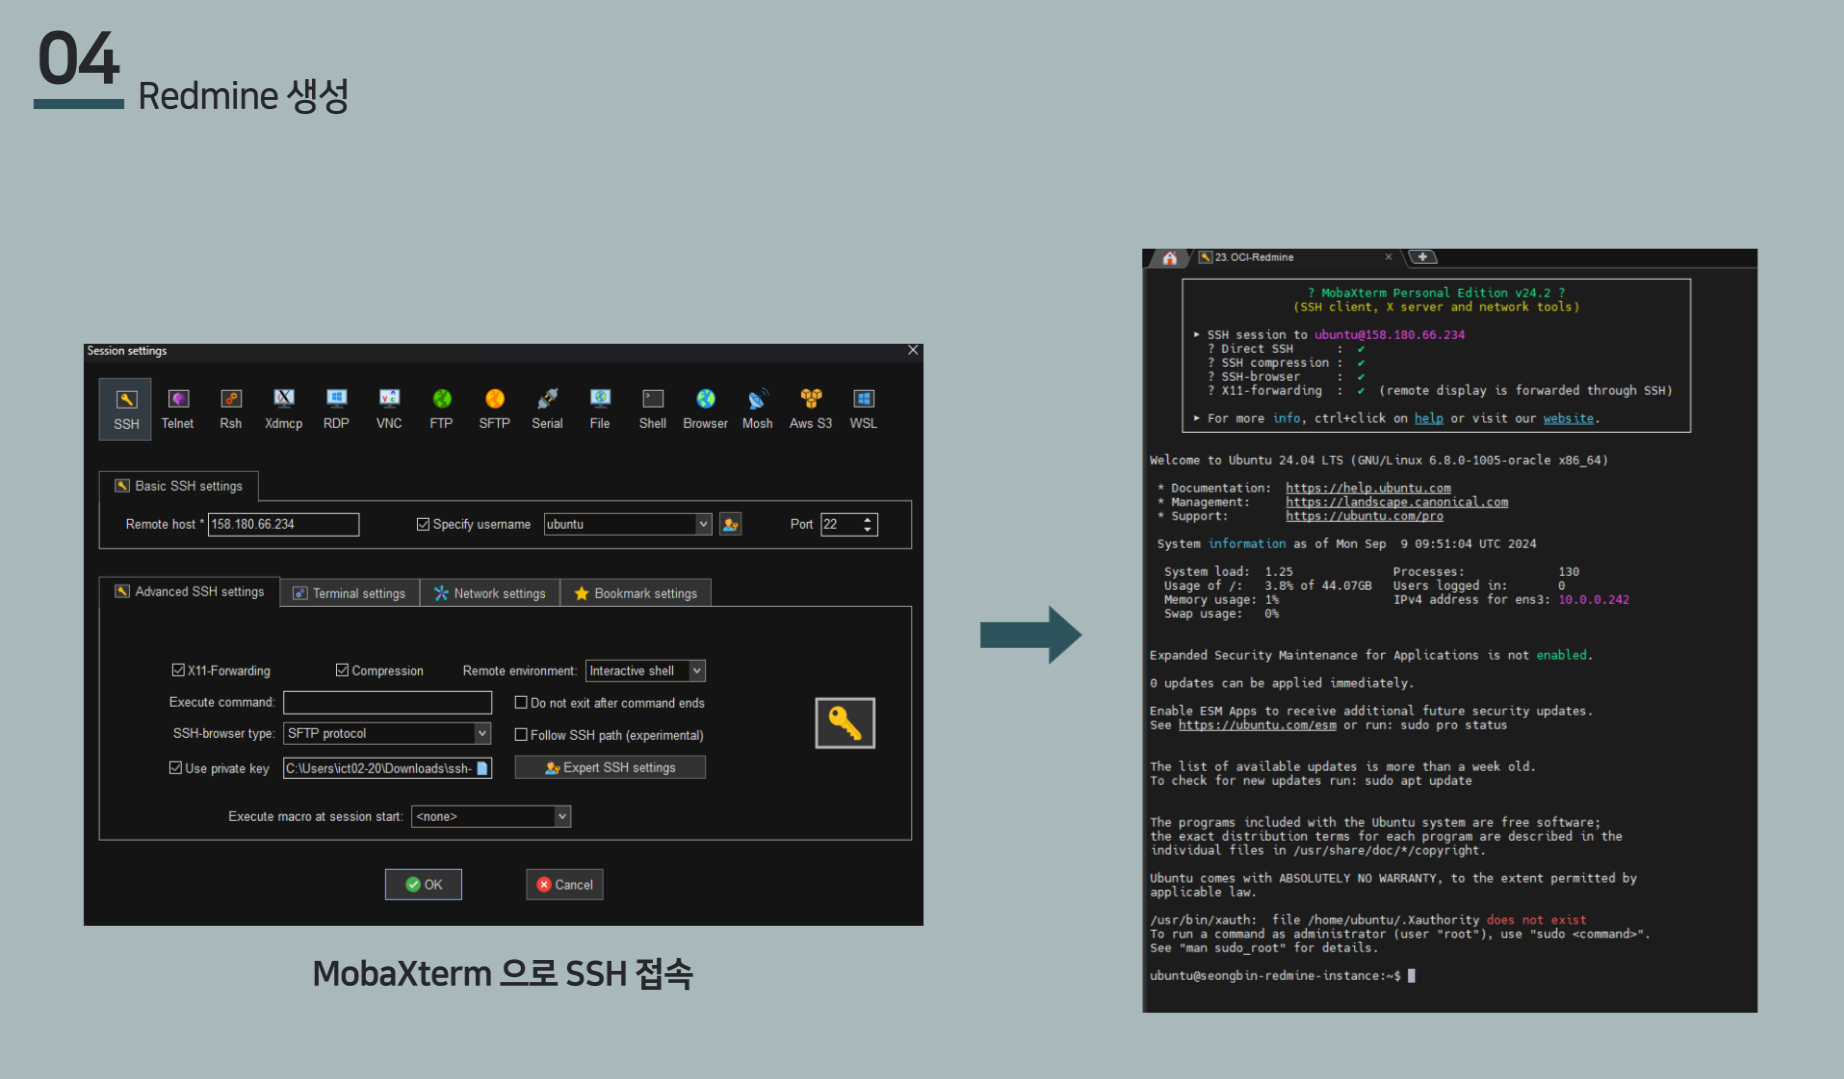 04
Redmine 생성
Session settings
SSH Telnet Rsh Xdmcp RDP VNC FTP SFTP Serial File Shell Browser Mosh Aws S3 WSL
Basic SSH settings
Remote host * 158.180.66.234 Specify username ubuntu Port 22
Advanced SSH settings Terminal settings Network settings Bookmark settings
X11-Forwarding Compression Remote environment: Interactive shell
Execute command: Do not exit after command ends
SSH-browser type: SFTP protocol Follow SSH path (experimental)
Use private key C:\Users\ict02-20\Downloads\ssh- Expert SSH settings
Execute macro at session start: <none>
OK Cancel
MobaXterm 으로 SSH 접속
23. OCI-Redmine
? MobaXterm Personal Edition v24.2 ?
(SSH client, X server and network tools)
➤ SSH session to ubuntu@158.180.66.234
? Direct SSH : ✔
? SSH compression : ✔
? SSH-browser : ✔
? X11-forwarding : ✔ (remote display is forwarded through SSH)
➤ For more info, ctrl+click on help or visit our website.
Welcome to Ubuntu 24.04 LTS (GNU/Linux 6.8.0-1005-oracle x86_64)
* Documentation: https://help.ubuntu.com
* Management: https://landscape.canonical.com
* Support: https://ubuntu.com/pro
System information as of Mon Sep 9 09:51:04 UTC 2024
System load: 1.25 Processes: 130
Usage of /: 3.8% of 44.07GB Users logged in: 0
Memory usage: 1% IPv4 address for ens3: 10.0.0.242
Swap usage: 0%
Expanded Security Maintenance for Applications is not enabled.
0 updates can be applied immediately.
Enable ESM Apps to receive additional future security updates.
See https://ubuntu.com/esm or run: sudo pro status
The list of available updates is more than a week old.
To check for new updates run: sudo apt update
The programs included with the Ubuntu system are free software;
the exact distribution terms for each program are described in the
individual files in /usr/share/doc/*/copyright.
Ubuntu comes with ABSOLUTELY NO WARRANTY, to the extent permitted by
applicable law.
/usr/bin/xauth: file /home/ubuntu/.Xauthority does not exist
To run a command as administrator (user "root"), use "sudo <command>".
See "man sudo_root" for details.
ubuntu@seongbin-redmine-instance:~$